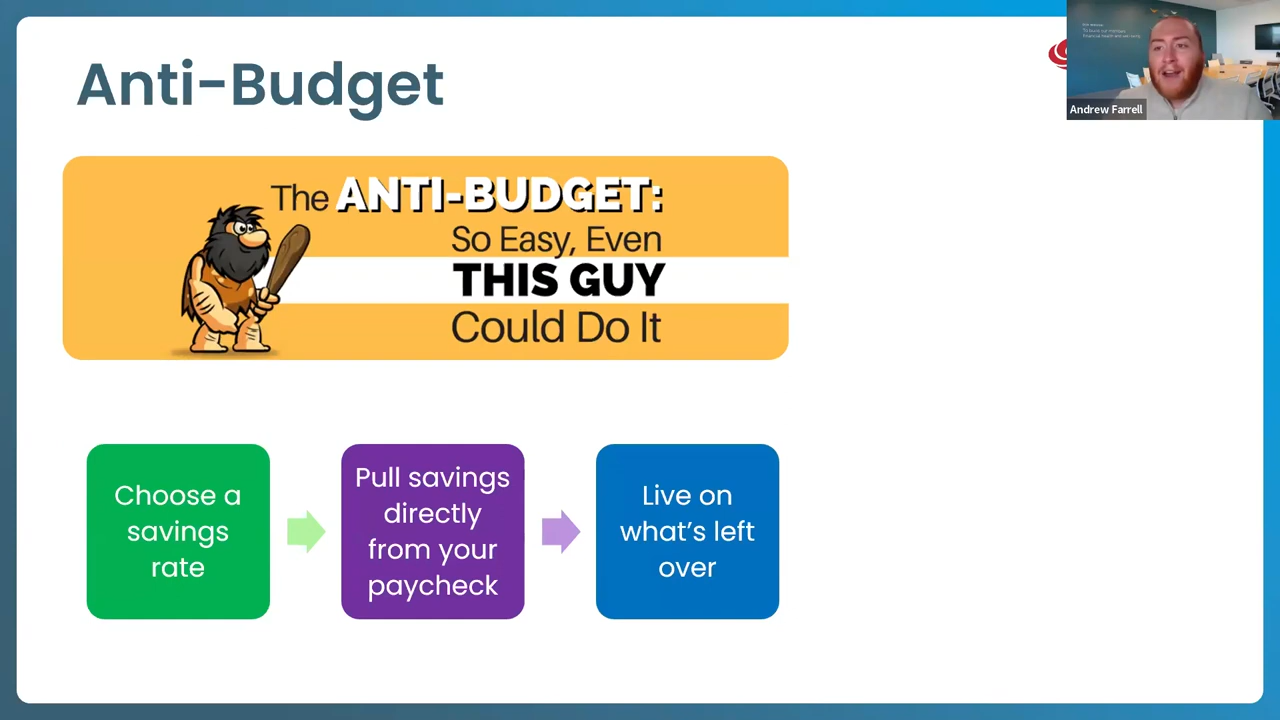 Anti-Budget
The ANTI-BUDGET:
So Easy, Even
THIS GUY
Could Do It
Choose a
savings
rate
Pull savings
directly
from your
paycheck
Live on
what's left
over
Andrew Farrell